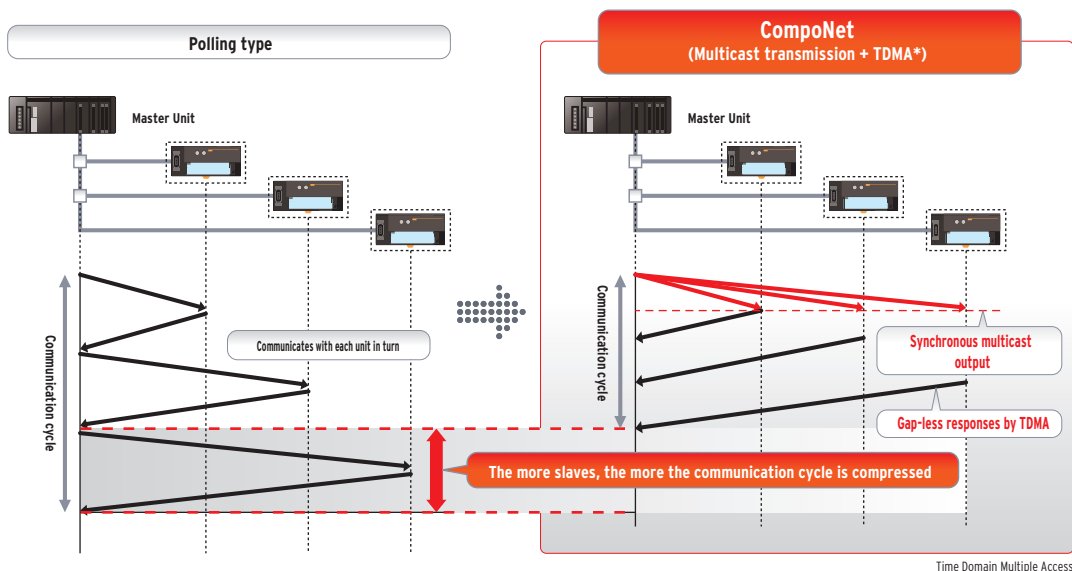 Polling type
CompoNet
(Multicast transmission + TDMA*)
Master Unit
Master Unit
Communication cycle
Communicates with each unit in turn
Communication cycle
Synchronous multicast
output
Gap-less responses by TDMA
The more slaves, the more the communication cycle is compressed
Time Domain Multiple Access